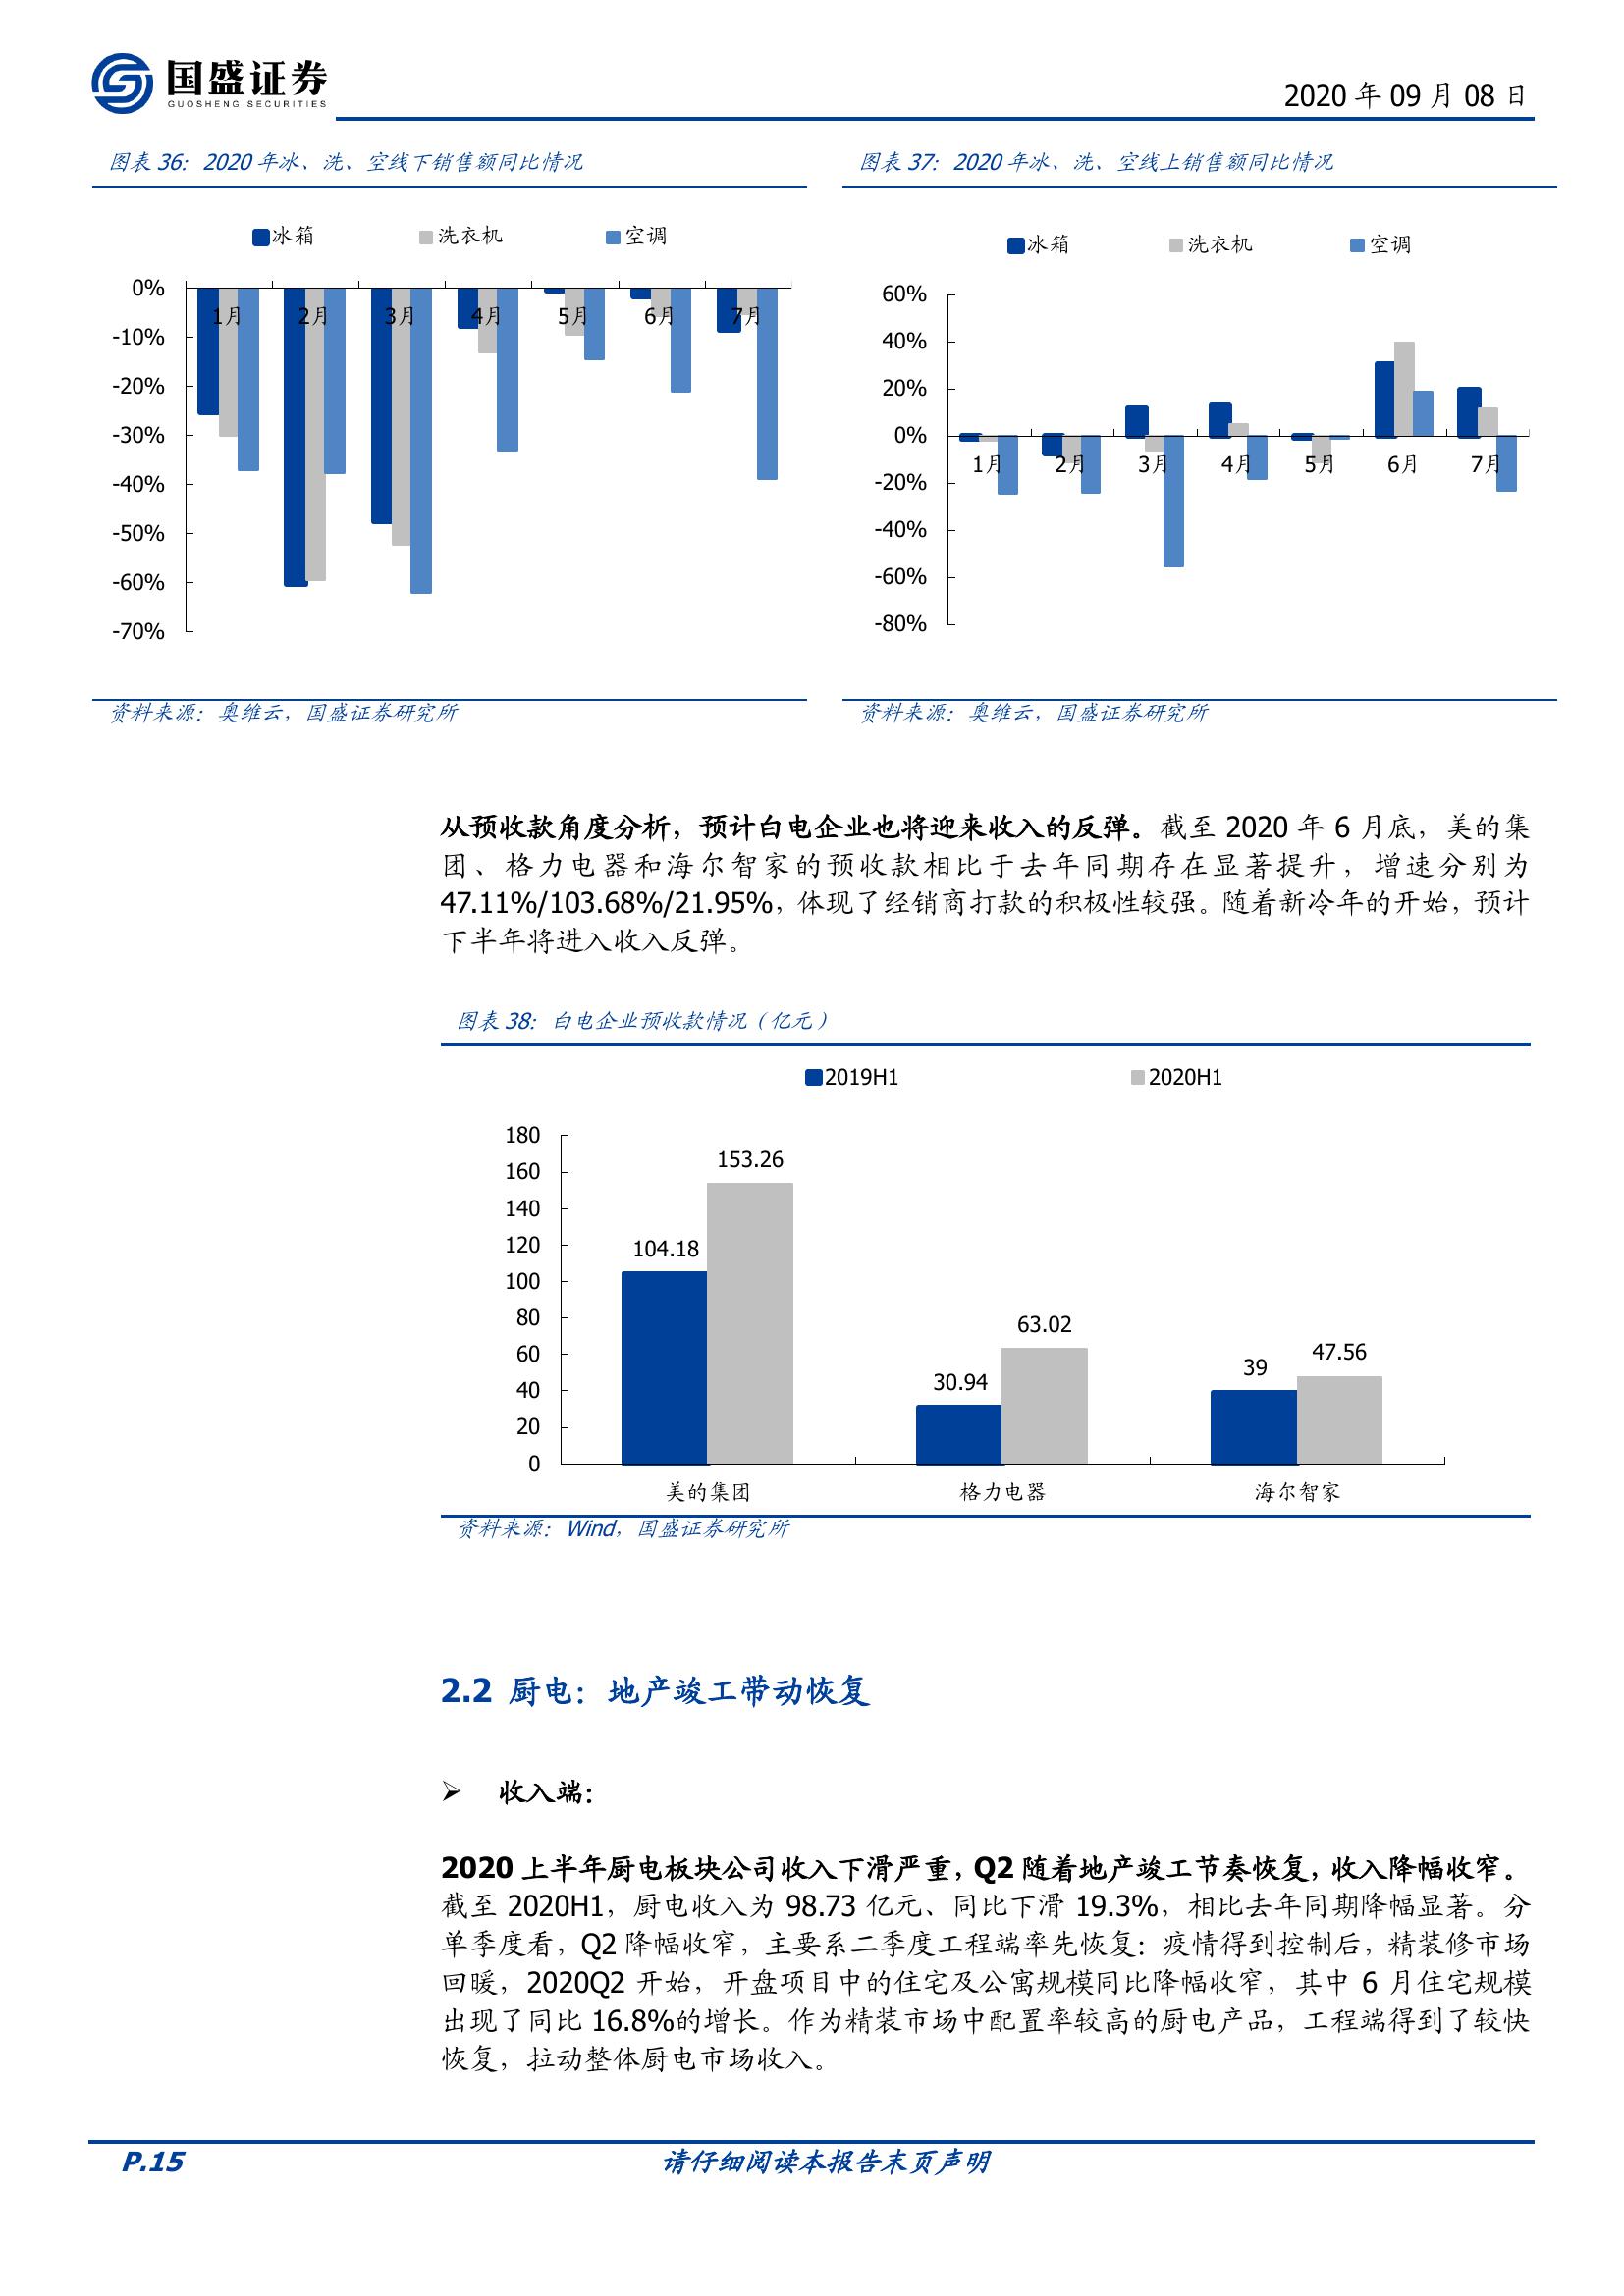 国盛证券
GUOSHENG SECURITIES
2020 年 09 月 08 日
图表 36：2020 年冰、洗、空线下销售额同比情况
冰箱 洗衣机 空调
0%
-10%
-20%
-30%
-40%
-50%
-60%
-70%
1月 2月 3月 4月 5月 6月 7月
资料来源：奥维云，国盛证券研究所
图表 37：2020 年冰、洗、空线上销售额同比情况
冰箱 洗衣机 空调
60%
40%
20%
0%
-20%
-40%
-60%
-80%
1月 2月 3月 4月 5月 6月 7月
资料来源：奥维云，国盛证券研究所
从预收款角度分析，预计白电企业也将迎来收入的反弹。截至 2020 年 6 月底，美的集
团、格力电器和海尔智家的预收款相比于去年同期存在显著提升，增速分别为
47.11%/103.68%/21.95%，体现了经销商打款的积极性较强。随着新冷年的开始，预计
下半年将进入收入反弹。
图表 38：白电企业预收款情况（亿元）
2019H1 2020H1
180
160
140
120
100
80
60
40
20
0
104.18 153.26
30.94 63.02
39 47.56
美的集团 格力电器 海尔智家
资料来源：Wind，国盛证券研究所
2.2 厨电：地产竣工带动恢复
➢ 收入端：
2020 上半年厨电板块公司收入下滑严重，Q2 随着地产竣工节奏恢复，收入降幅收窄。
截至 2020H1，厨电收入为 98.73 亿元、同比下滑 19.3%，相比去年同期降幅显著。分
单季度看，Q2 降幅收窄，主要系二季度工程端率先恢复：疫情得到控制后，精装修市场
回暖，2020Q2 开始，开盘项目中的住宅及公寓规模同比降幅收窄，其中 6 月住宅规模
出现了同比 16.8%的增长。作为精装市场中配置率较高的厨电产品，工程端得到了较快
恢复，拉动整体厨电市场收入。
P.15 请仔细阅读本报告末页声明